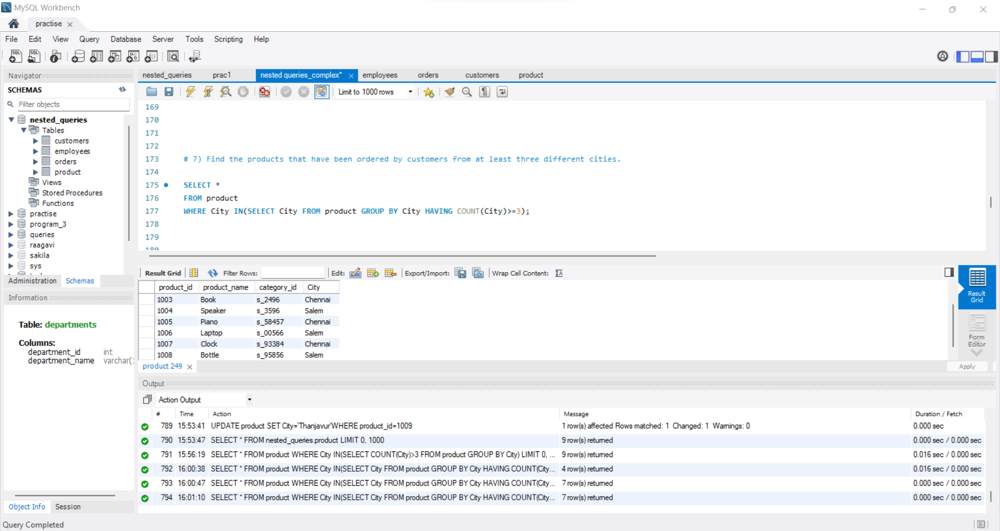 MySQL Workbench
practise
File Edit View Query Database Server Tools Scripting Help
Navigator
SCHEMAS
Filter objects
nested_queries
Tables
customers
employees
orders
product
Views
Stored Procedures
Functions
practise
program_3
queries
raagavi
sakila
sys
Administration Schemas
Information
Table: departments
Columns:
department_id int
department_name varchar(
Object Info Session
Query Completed
nested_queries prac1 nested queries_complex* employees orders customers product
Limit to 1000 rows
169
170
171
172
173 # 7) Find the products that have been ordered by customers from at least three different cities.
174
175 SELECT *
176 FROM product
177 WHERE City IN(SELECT City FROM product GROUP BY City HAVING COUNT(City)>=3);
178
179
180
Result Grid Filter Rows: Edit: Export/Import: Wrap Cell Content:
product_id product_name category_id City
1003 Book s_2496 Chennai
1004 Speaker s_3596 Salem
1005 Piano s_58457 Chennai
1006 Laptop s_00566 Salem
1007 Clock s_93384 Chennai
1008 Bottle s_95856 Salem
Result
Grid
Form
Editor
product 249
Apply
Output
Action Output
# Time Action Message Duration / Fetch
789 15:53:41 UPDATE product SET City='Thanjavur'WHERE product_id=1009 1 row(s) affected Rows matched: 1 Changed: 1 Warnings: 0 0.000 sec
790 15:53:47 SELECT * FROM nested_queries.product LIMIT 0, 1000 9 row(s) returned 0.000 sec / 0.000 sec
791 15:56:19 SELECT * FROM product WHERE City IN(SELECT COUNT(City)>3 FROM product GROUP BY City) LIMIT 0, ... 9 row(s) returned 0.016 sec / 0.000 sec
792 16:00:38 SELECT * FROM product WHERE City IN(SELECT City FROM product GROUP BY City HAVING COUNT(City... 4 row(s) returned 0.016 sec / 0.000 sec
793 16:00:47 SELECT * FROM product WHERE City IN(SELECT City FROM product GROUP BY City HAVING COUNT(City... 7 row(s) returned 0.000 sec / 0.000 sec
794 16:01:10 SELECT * FROM product WHERE City IN(SELECT City FROM product GROUP BY City HAVING COUNT(City... 7 row(s) returned 0.000 sec / 0.000 sec